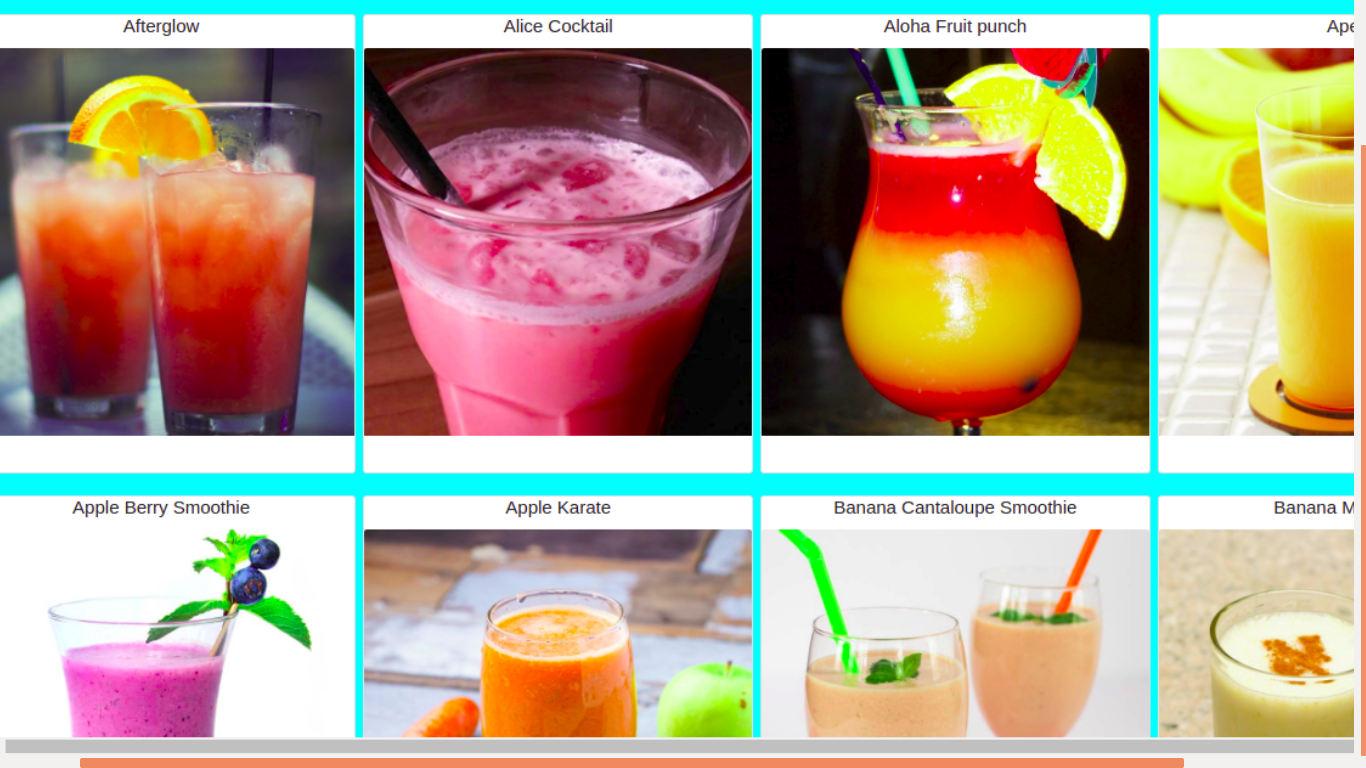 Afterglow
Alice Cocktail
Aloha Fruit punch
Ape
Apple Berry Smoothie
Apple Karate
Banana Cantaloupe Smoothie
Banana M